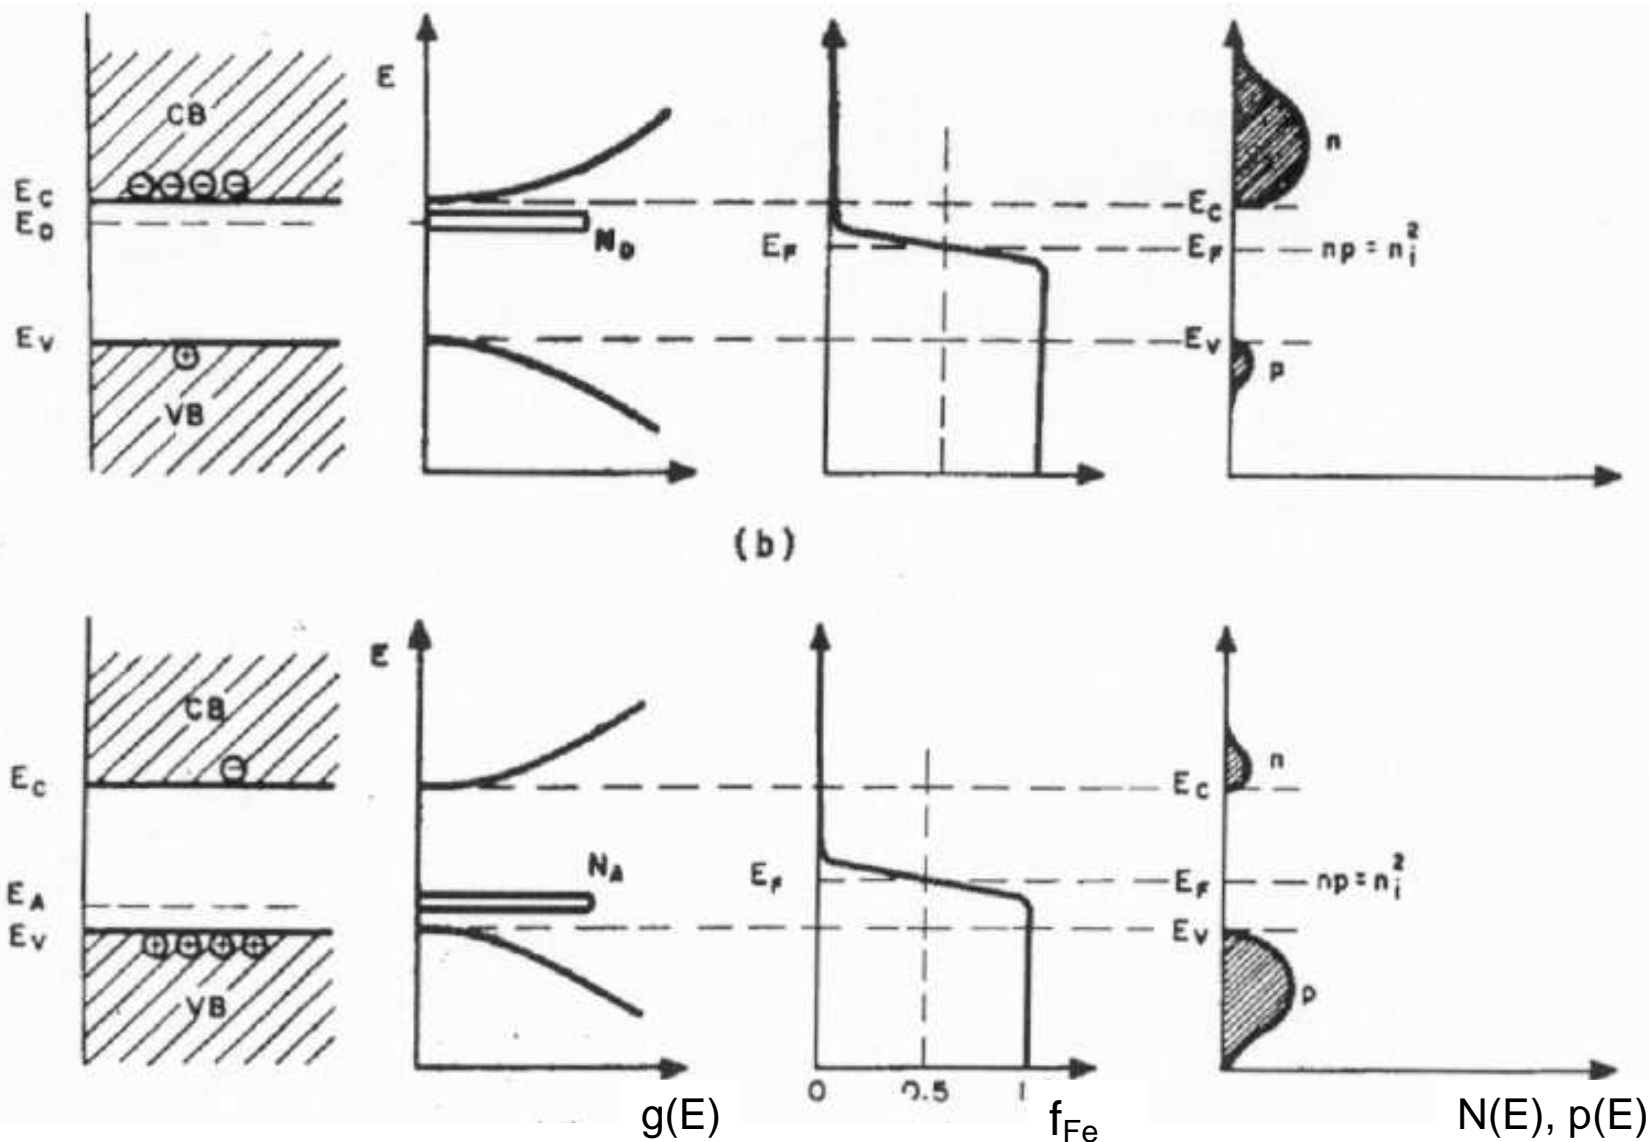 CB
E
n
E_C
E_C
E_D
N_D
E_F
E_F
np = n_i^2
E_V
E_V
p
VB
(b)
E
CB
n
E_C
E_C
N_A
E_F
E_F
np = n_i^2
E_A
E_V
E_V
VB
p
0
0.5
1
g(E)
f_Fe
N(E), p(E)